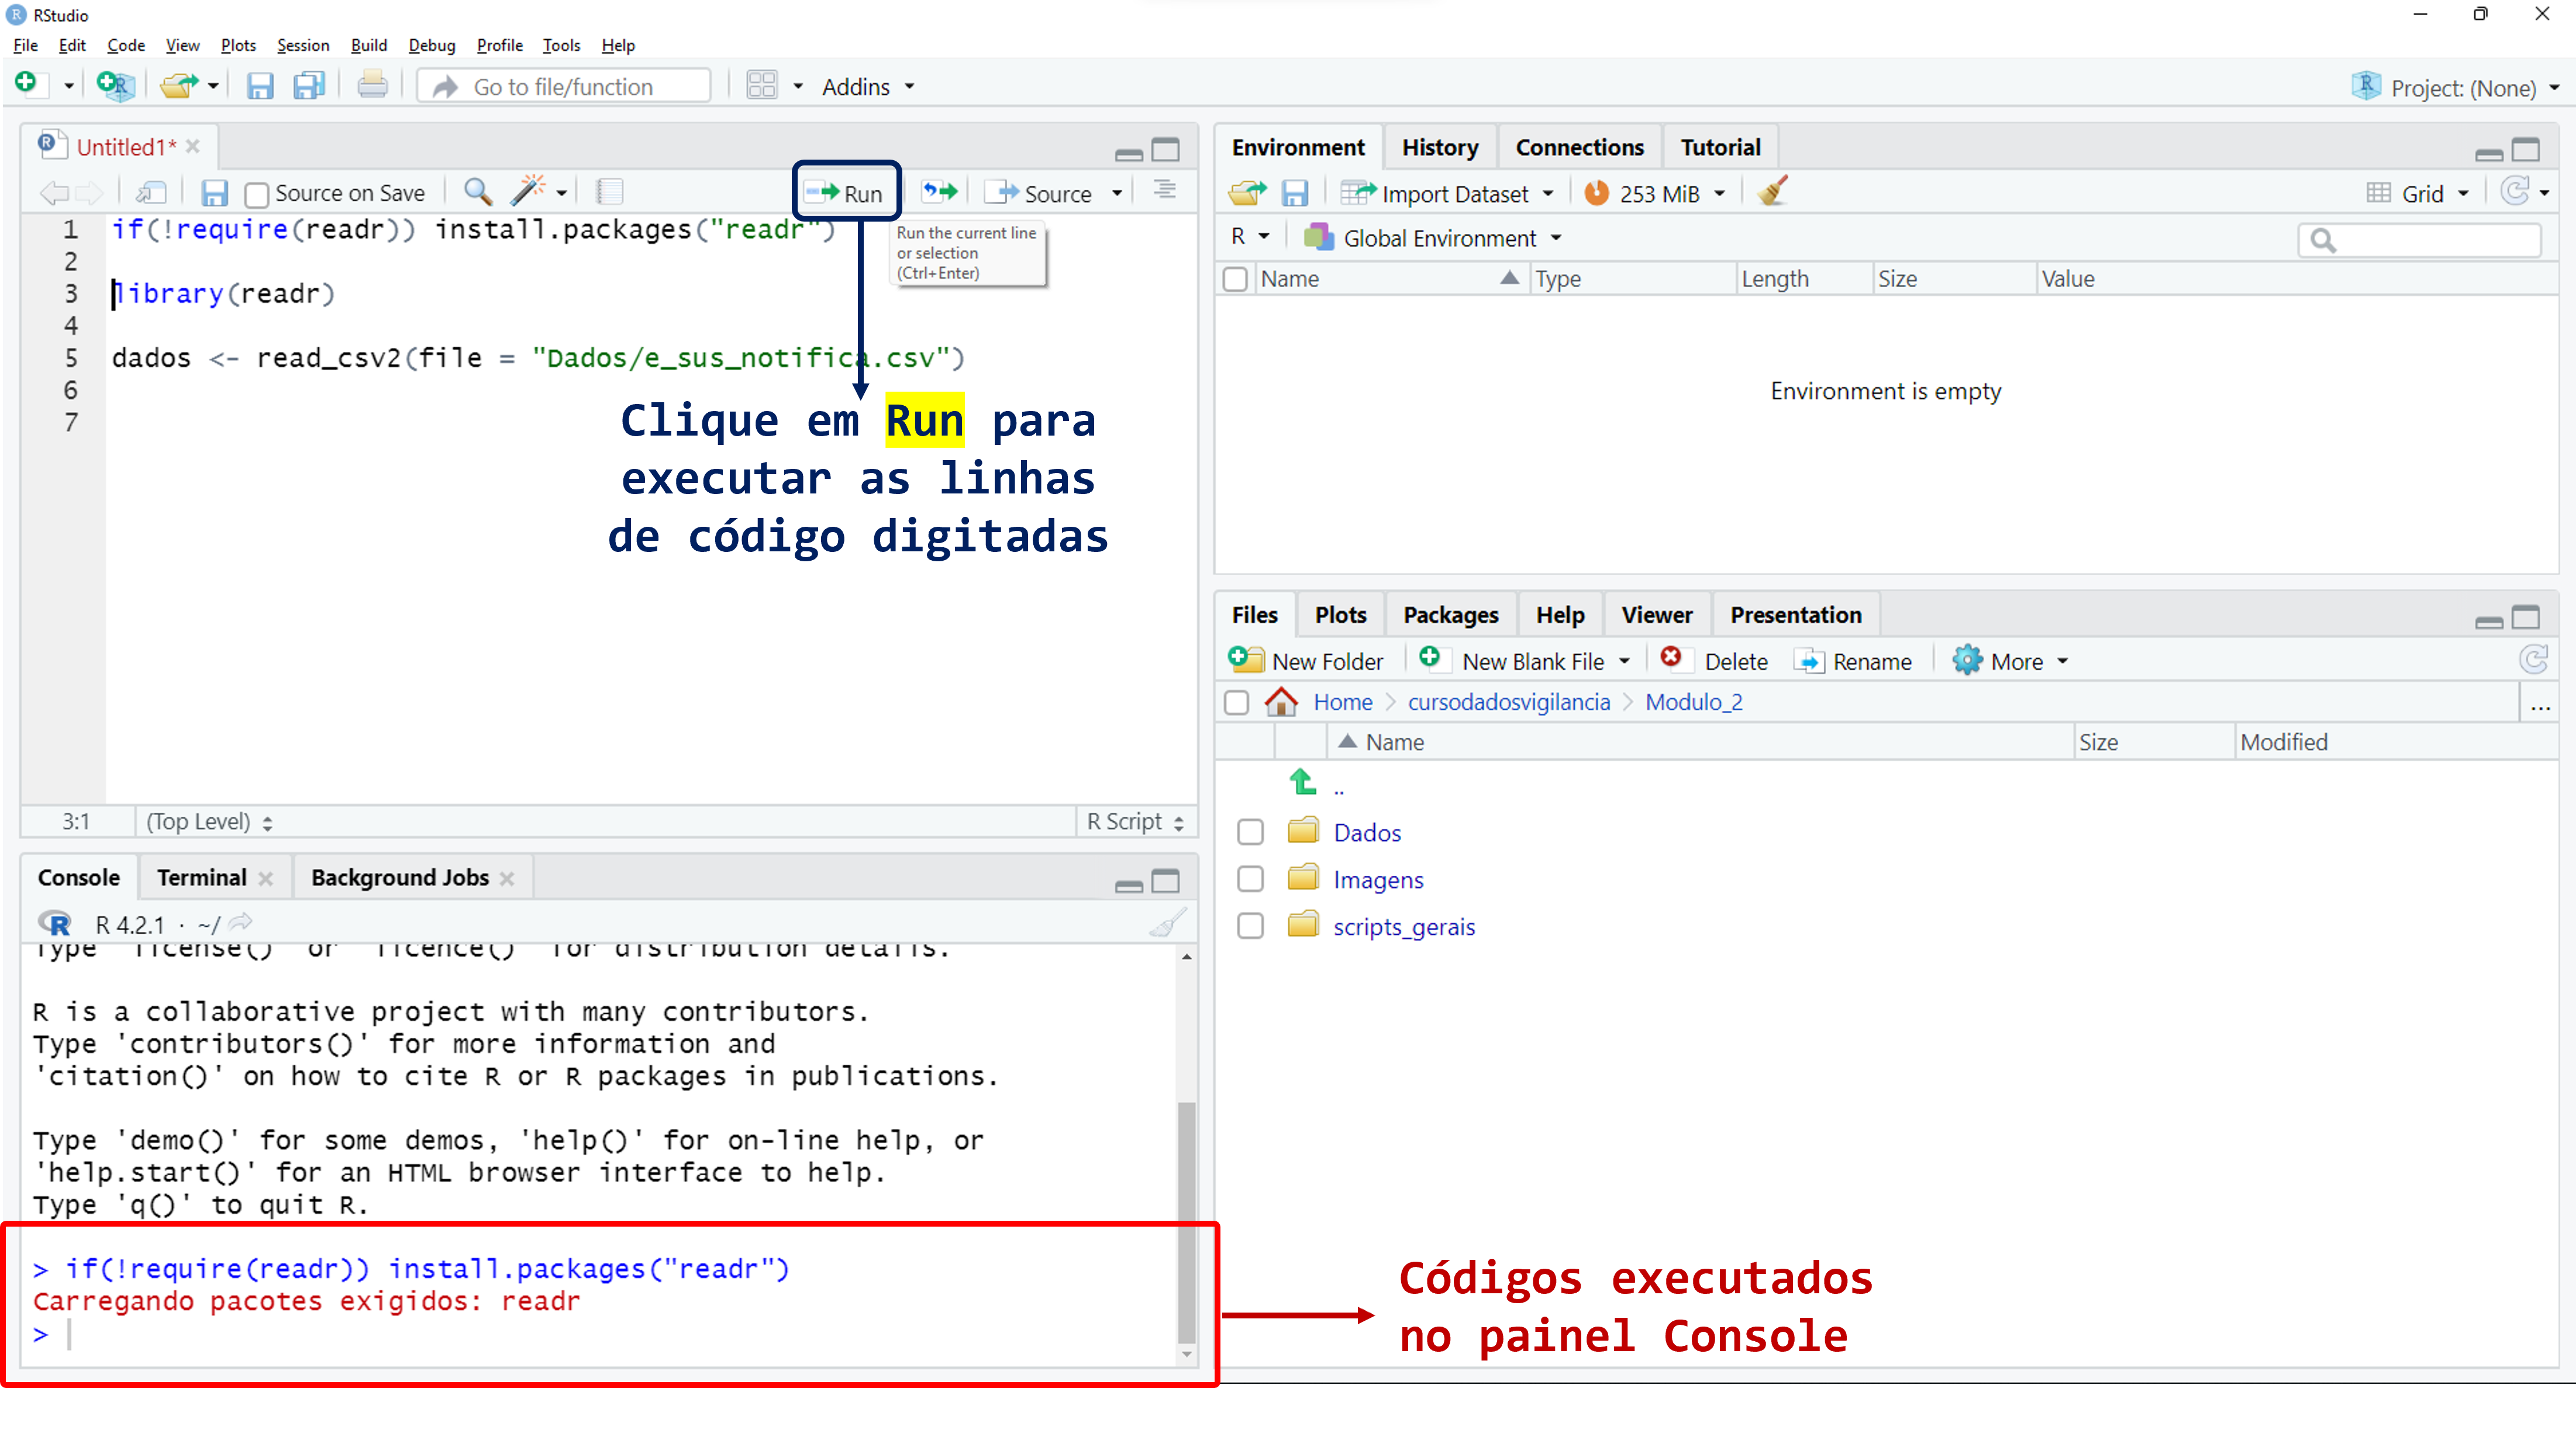 RStudio
File Edit Code View Plots Session Build Debug Profile Tools Help
Go to file/function Addins Project: (None)
Untitled1*
Source on Save Run Source
1 if(!require(readr)) install.packages("readr")
2
3 library(readr)
4
5 dados <- read_csv2(file = "Dados/e_sus_notifica.csv")
6
7
Run the current line
or selection
(Ctrl+Enter)
Clique em Run para
executar as linhas
de código digitadas
3:1 (Top Level) R Script
Console Terminal Background Jobs
R 4.2.1 · ~/
Type 'license()' or 'licence()' for distribution details.
R is a collaborative project with many contributors.
Type 'contributors()' for more information and
'citation()' on how to cite R or R packages in publications.
Type 'demo()' for some demos, 'help()' for on-line help, or
'help.start()' for an HTML browser interface to help.
Type 'q()' to quit R.
> if(!require(readr)) install.packages("readr")
Carregando pacotes exigidos: readr
>
Environment History Connections Tutorial
Import Dataset 253 MiB Grid
R Global Environment
Name Type Length Size Value
Environment is empty
Files Plots Packages Help Viewer Presentation
New Folder New Blank File Delete Rename More
Home > cursodadosvigilancia > Modulo_2 ...
Name Size Modified
..
Dados
Imagens
scripts_gerais
Códigos executados
no painel Console